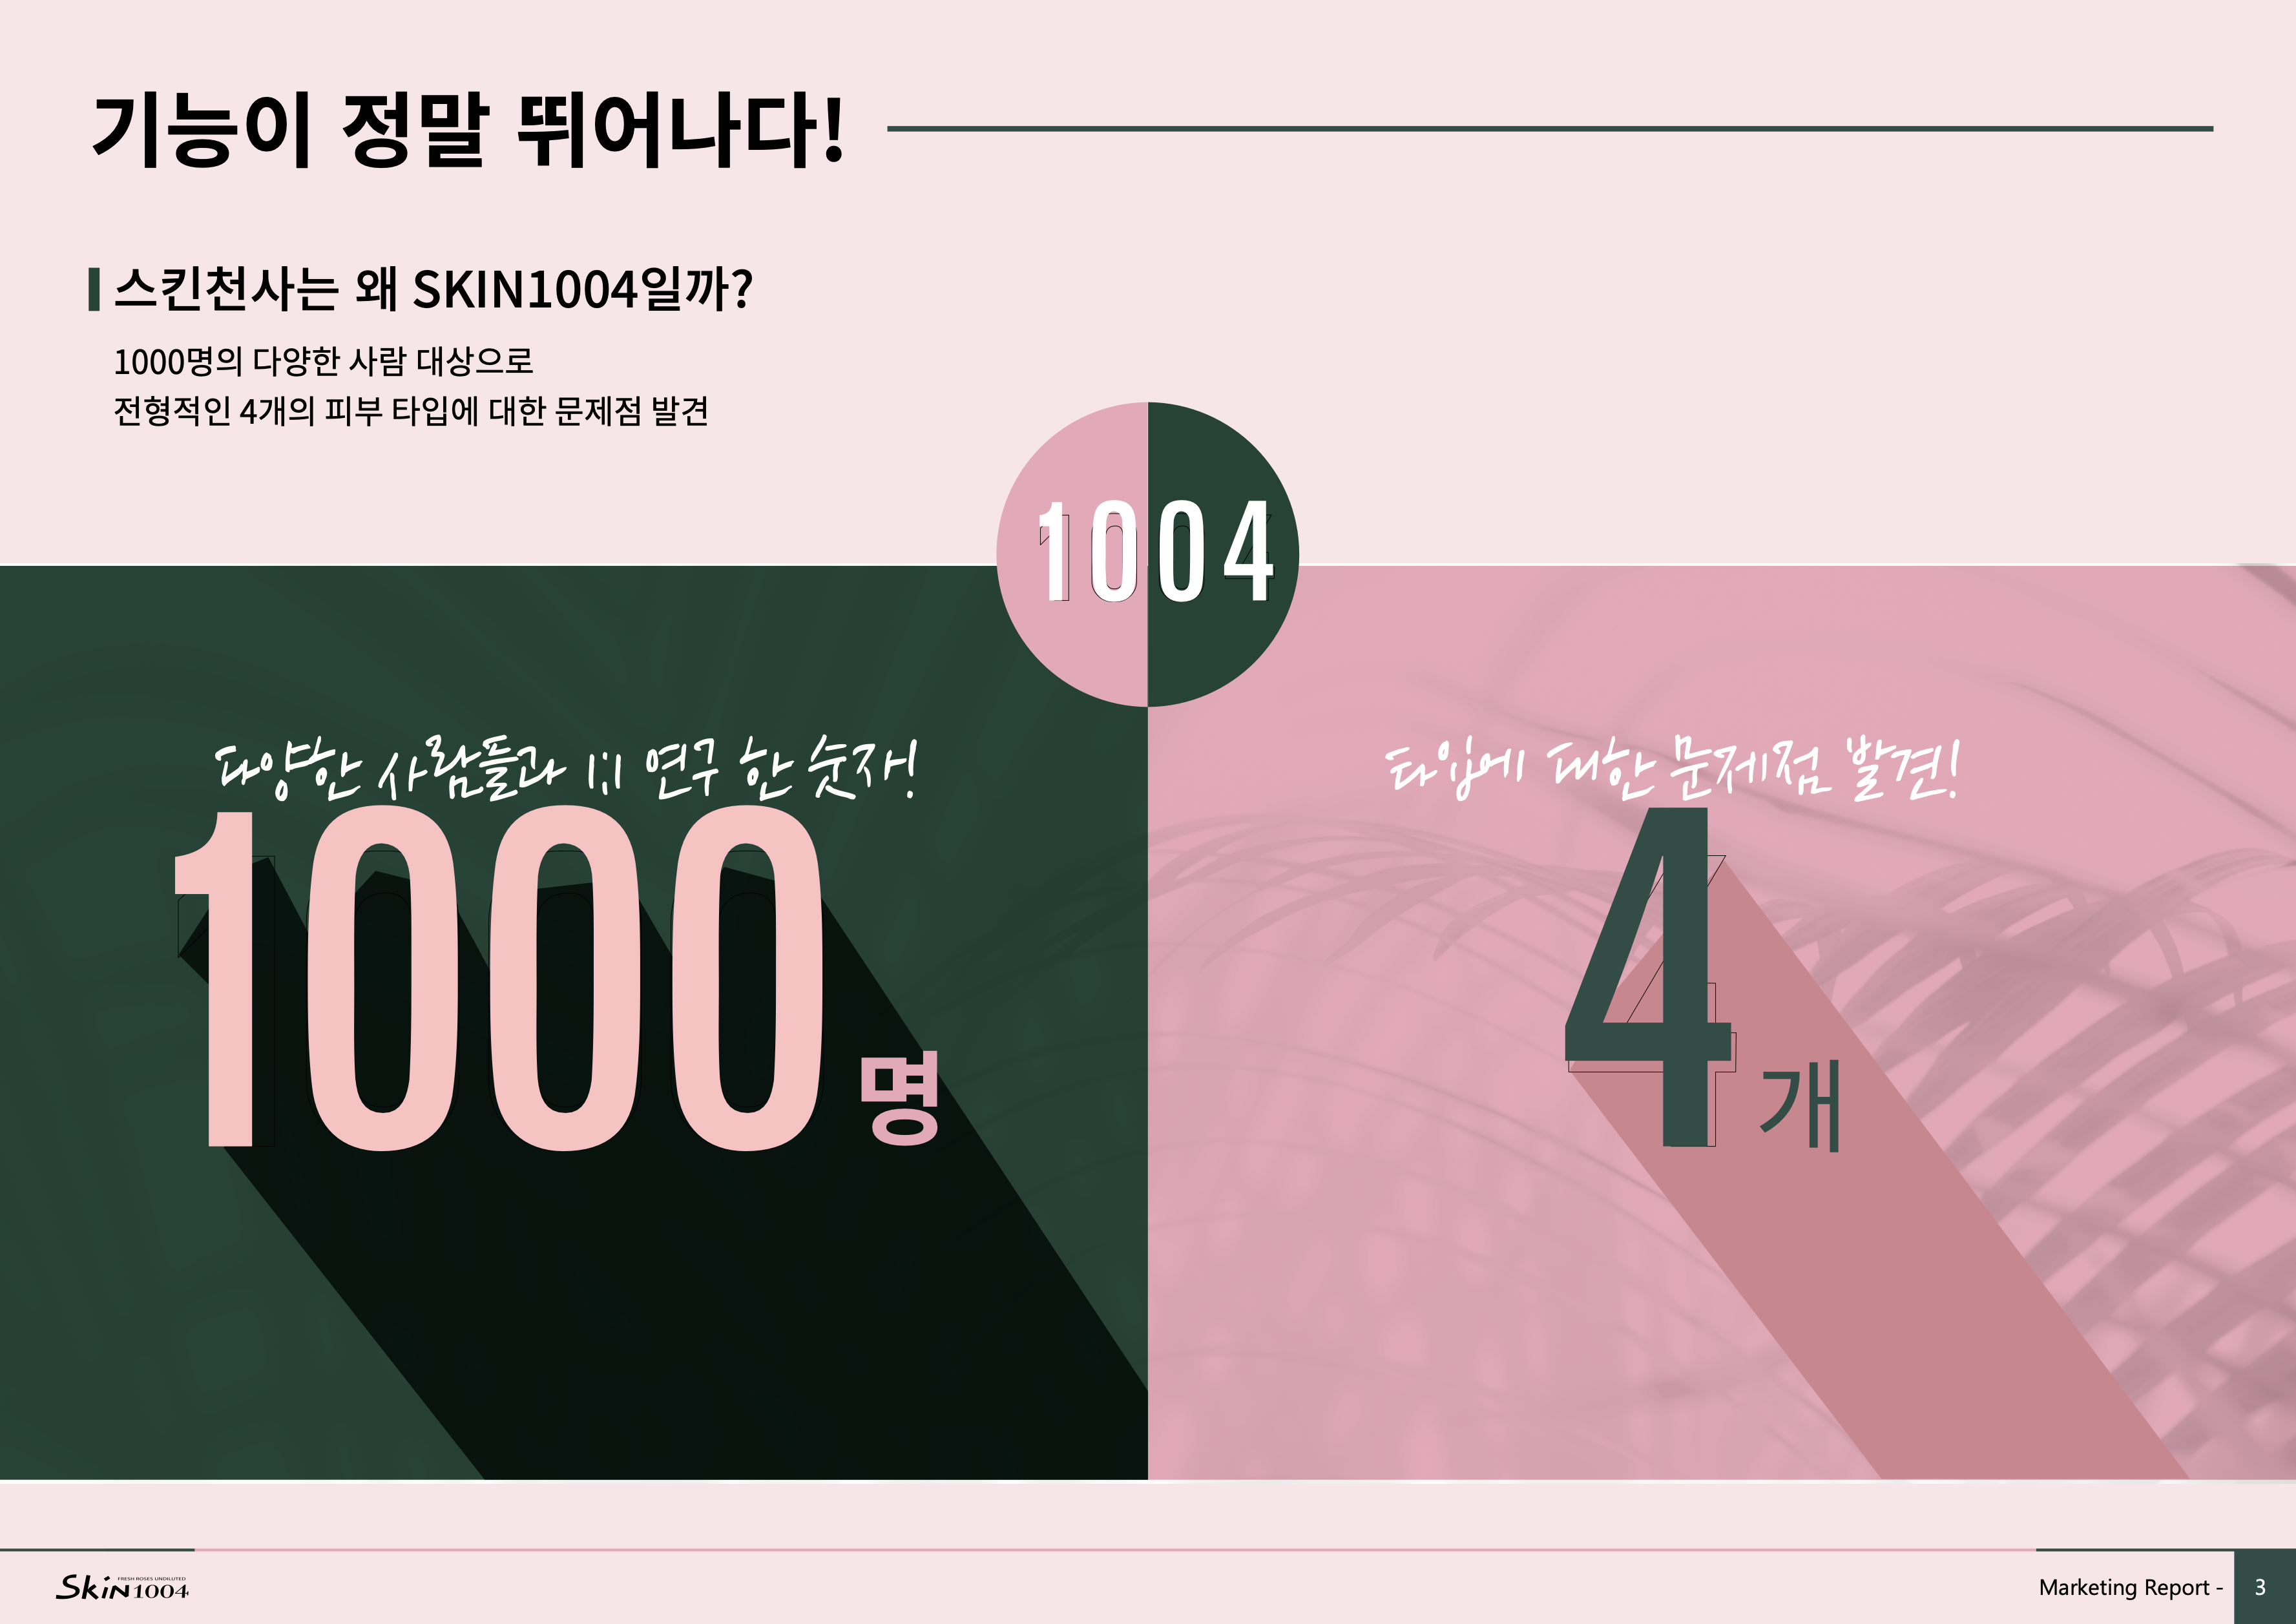 기능이 정말 뛰어나다!
스킨천사는 왜 SKIN1004일까?
1000명의 다양한 사람 대상으로
전형적인 4개의 피부 타입에 대한 문제점 발견
1004
다양한 사람들과 1:1 연구 한 숫자!
1000명
타입에 대한 문제점 발견!
4개
FRESH ROSES UNDILUTED
Skin1004
Marketing Report - 3